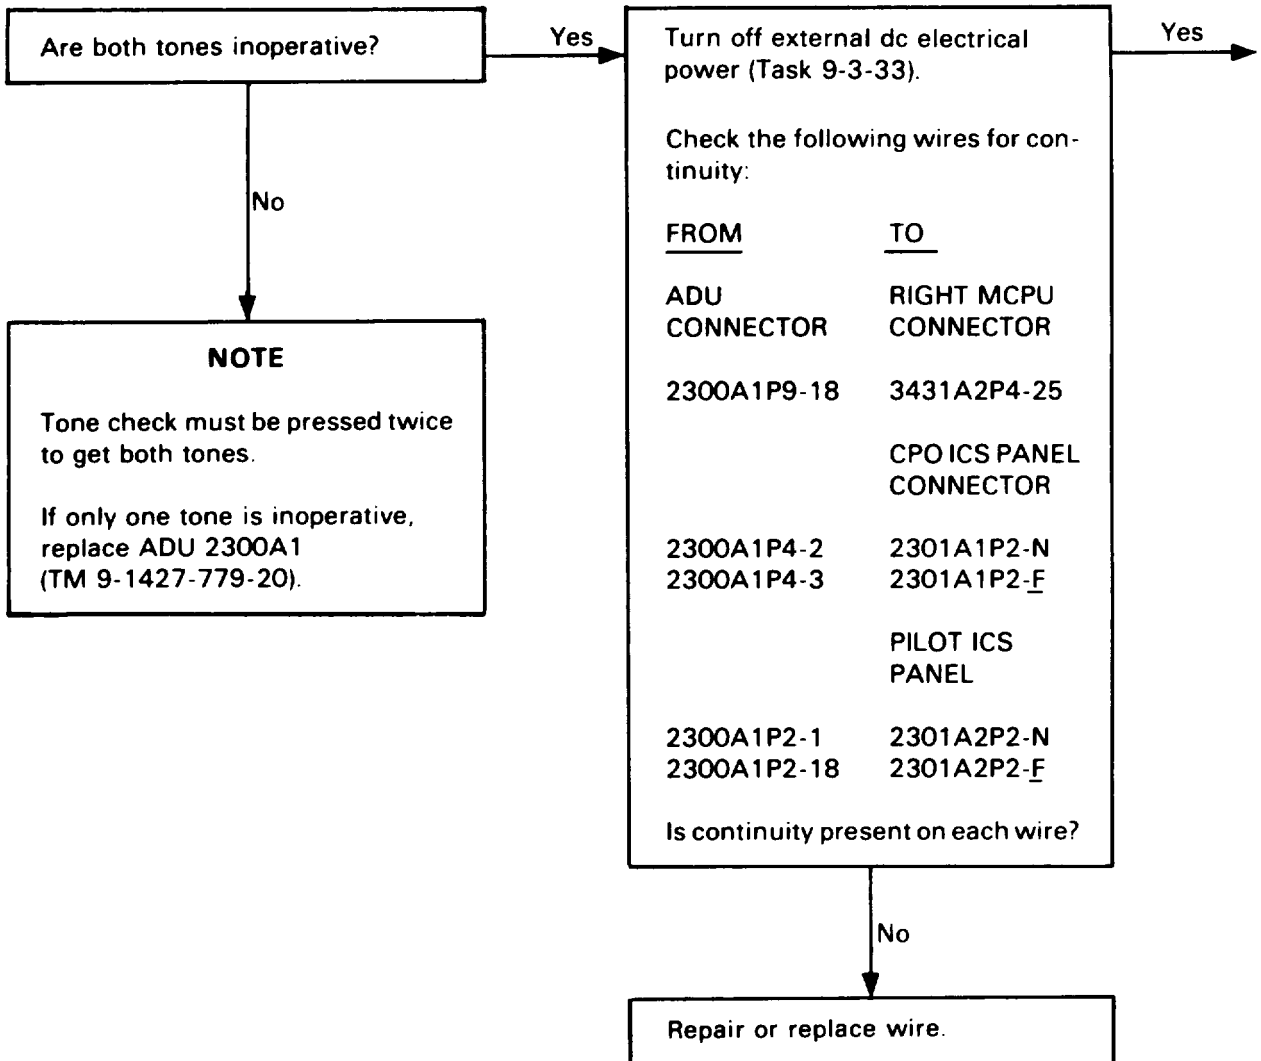 Are both tones inoperative?
Yes
No
NOTE
Tone check must be pressed twice
to get both tones.
If only one tone is inoperative,
replace ADU 2300A1
(TM 9-1427-779-20).
Turn off external dc electrical
power (Task 9-3-33).
Check the following wires for con-
tinuity:
FROM TO
ADU RIGHT MCPU
CONNECTOR CONNECTOR
2300A1P9-18 3431A2P4-25
CPO ICS PANEL
CONNECTOR
2300A1P4-2 2301A1P2-N
2300A1P4-3 2301A1P2-F
PILOT ICS
PANEL
2300A1P2-1 2301A2P2-N
2300A1P2-18 2301A2P2-F
Is continuity present on each wire?
Yes
No
Repair or replace wire.